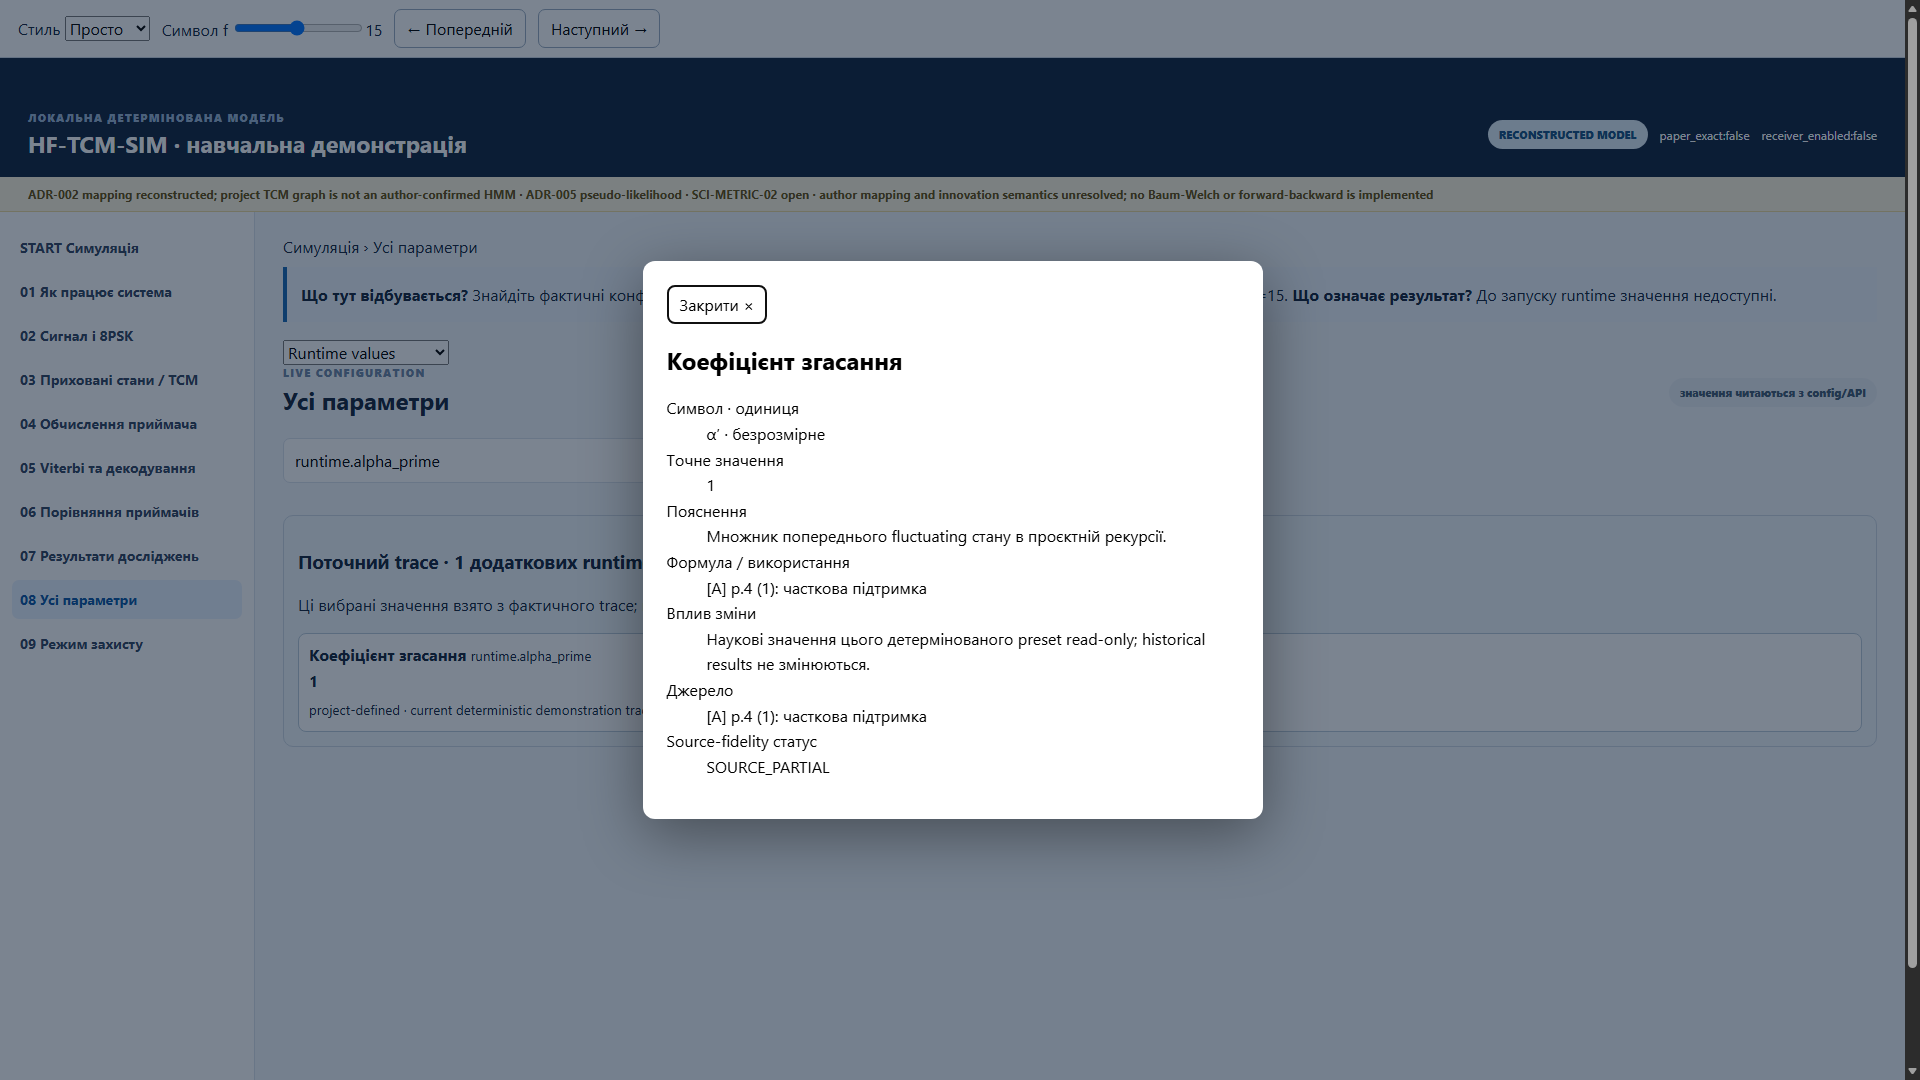 Стиль Просто Символ f 15 ← Попередній Наступний →
ЛОКАЛЬНА ДЕТЕРМІНОВАНА МОДЕЛЬ
HF-TCM-SIM · навчальна демонстрація
RECONSTRUCTED MODEL paper_exact:false receiver_enabled:false
ADR-002 mapping reconstructed; project TCM graph is not an author-confirmed HMM · ADR-005 pseudo-likelihood · SCI-METRIC-02 open · author mapping and innovation semantics unresolved; no Baum-Welch or forward-backward is implemented
START Симуляція
01 Як працює система
02 Сигнал і 8PSK
03 Приховані стани / TCM
04 Обчислення приймача
05 Viterbi та декодування
06 Порівняння приймачів
07 Результати досліджень
08 Усі параметри
09 Режим захисту
Симуляція › Усі параметри
Що тут відбувається? Знайдіть фактичні конф
=15. Що означає результат? До запуску runtime значення недоступні.
Runtime values
LIVE CONFIGURATION
Усі параметри
значення читаються з config/API
runtime.alpha_prime
Поточний trace · 1 додаткових runtim
Ці вибрані значення взято з фактичного trace;
Коефіцієнт згасання runtime.alpha_prime
1
project-defined · current deterministic demonstration tra
Закрити ×
Коефіцієнт згасання
Символ · одиниця
α′ · безрозмірне
Точне значення
1
Пояснення
Множник попереднього fluctuating стану в проєктній рекурсії.
Формула / використання
[A] p.4 (1): часткова підтримка
Вплив зміни
Наукові значення цього детермінованого preset read-only; historical
results не змінюються.
Джерело
[A] p.4 (1): часткова підтримка
Source-fidelity статус
SOURCE_PARTIAL